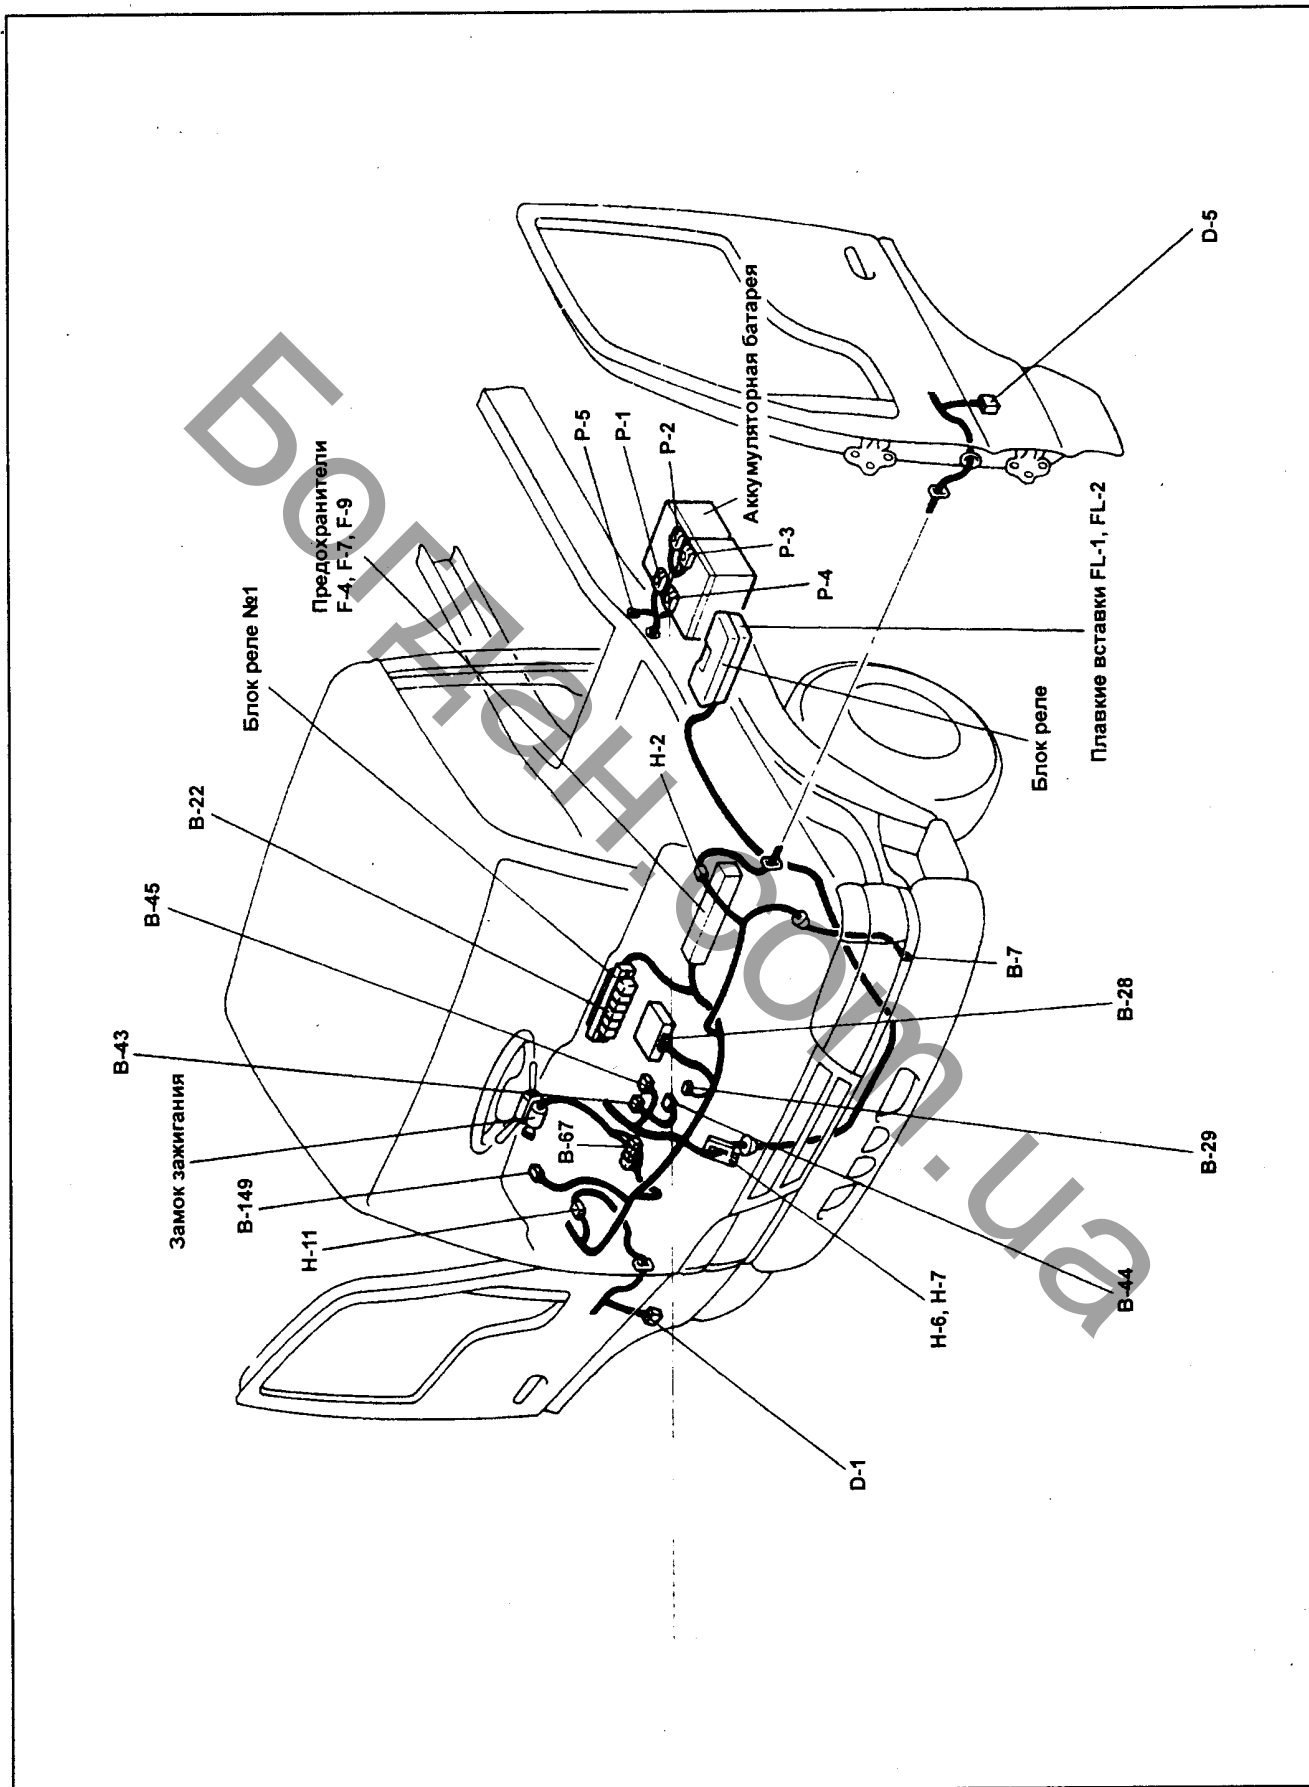 Замок зажигания
B-43
B-45
B-22
Блок реле №1
Предохранители
F-4, F-7, F-9
B-149
H-11
B-67
H-2
P-5
P-1
P-2
Аккумуляторная батарея
P-3
P-4
D-5
Плавкие вставки FL-1, FL-2
Блок реле
B-7
B-28
B-29
B-44
H-6, H-7
D-1
Богдан.com.ua